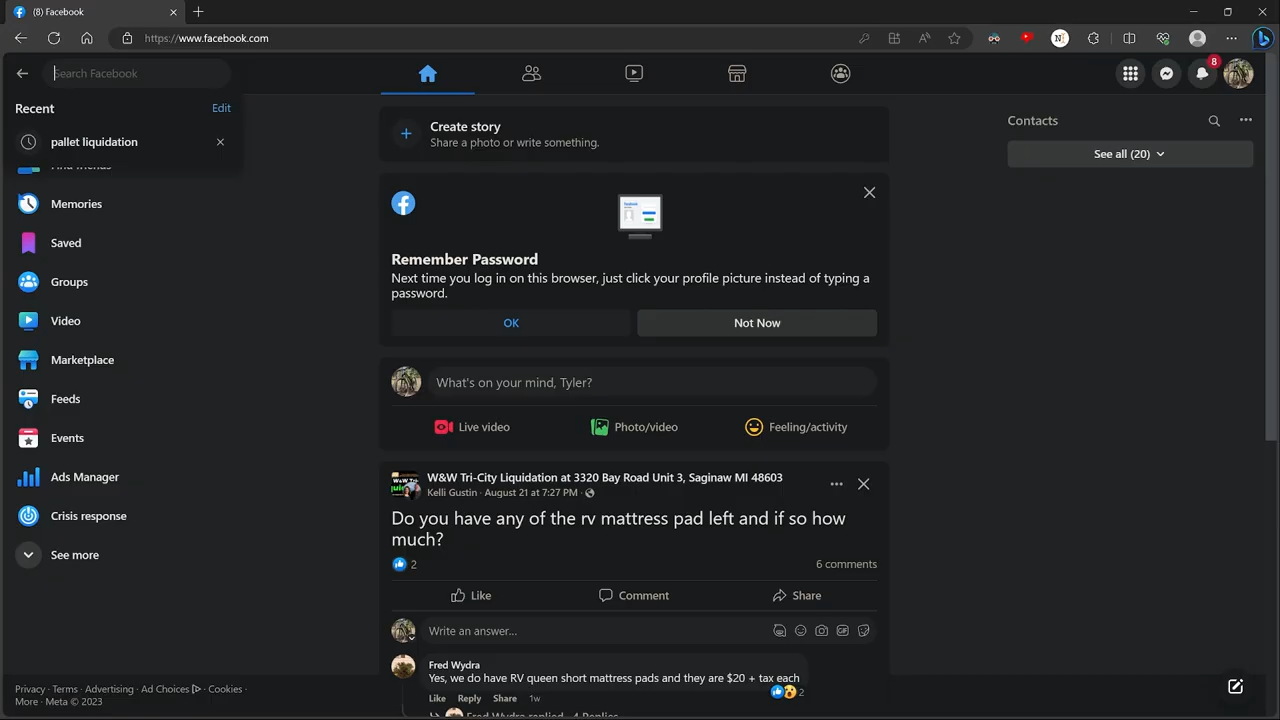 (8) Facebook
https://www.facebook.com
Search Facebook
Recent
Edit
pallet liquidation
Memories
Saved
Groups
Video
Marketplace
Feeds
Events
Ads Manager
Crisis response
See more
Privacy · Terms · Advertising · Ad Choices · Cookies ·
More · Meta © 2023
Create story
Share a photo or write something.
Remember Password
Next time you log in on this browser, just click your profile picture instead of typing a
password.
OK
Not Now
What's on your mind, Tyler?
Live video
Photo/video
Feeling/activity
W&W Tri-City Liquidation at 3320 Bay Road Unit 3, Saginaw MI 48603
Kelli Gustin · August 21 at 7:27 PM ·
Do you have any of the rv mattress pad left and if so how
much?
2
6 comments
Like
Comment
Share
Write an answer...
Fred Wydra
Yes, we do have RV queen short mattress pads and they are $20 + tax each
2
Like Reply Share 1w
Fred Wydra replied · 4 Replies
8
Contacts
See all (20)